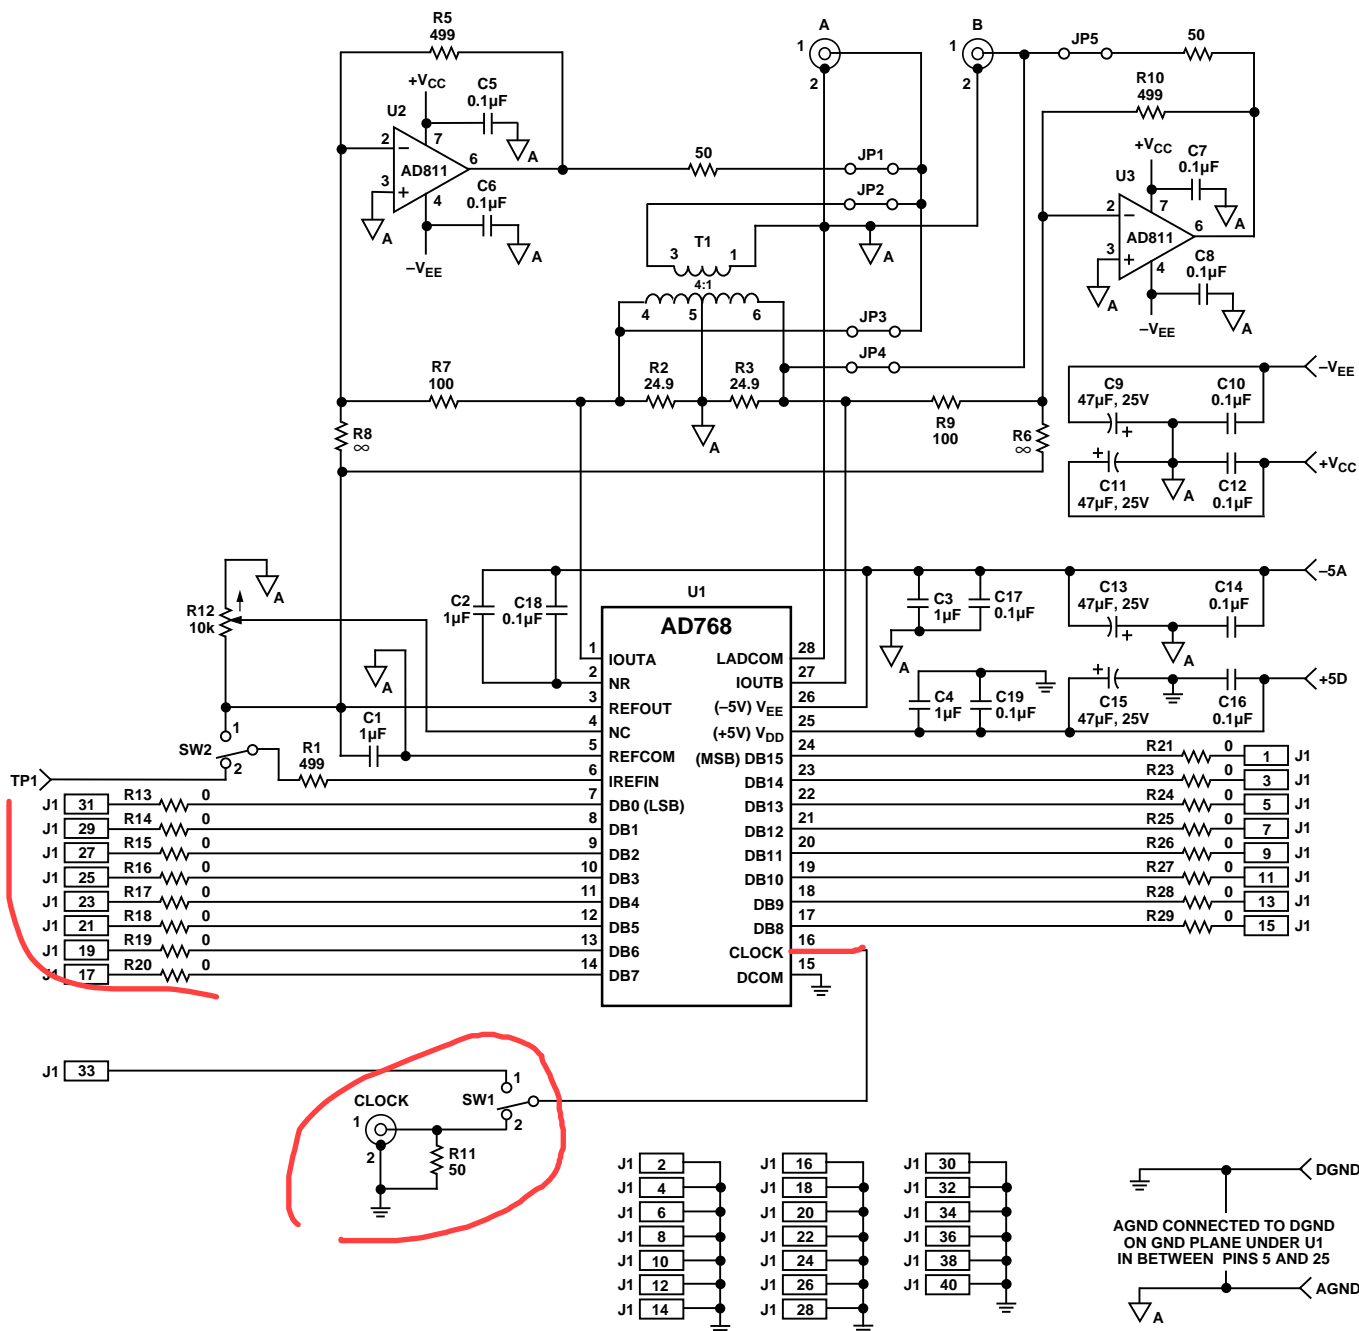 R5
499
+VCC
C5
0.1µF
U2
2
7
–
AD811
6
3
+
4
A
A
C6
0.1µF
–VEE
A
50
A
1
2
B
1
2
JP5
50
R10
499
JP1
JP2
+VCC
C7
0.1µF
U3
2
7
–
AD811
6
3
+
4
A
A
C8
0.1µF
–VEE
A
T1
3
1
4:1
4
5
6
A
JP3
JP4
R7
100
R2
24.9
R3
24.9
A
R9
100
R8
∞
R6
∞
–VEE
C9
47µF, 25V
+
C10
0.1µF
+VCC
+
C11
47µF, 25V
A
C12
0.1µF
R12
10k
A
C2
1µF
C18
0.1µF
U1
AD768
1
IOUTA
2
NR
3
REFOUT
4
NC
5
REFCOM
6
IREFIN
7
DB0 (LSB)
8
DB1
9
DB2
10
DB3
11
DB4
12
DB5
13
DB6
14
DB7
28
LADCOM
27
IOUTB
26
(–5V) VEE
25
(+5V) VDD
24
(MSB) DB15
23
DB14
22
DB13
21
DB12
20
DB11
19
DB10
18
DB9
17
DB8
16
CLOCK
15
DCOM
C3
1µF
C17
0.1µF
A
C4
1µF
C19
0.1µF
–5A
C13
47µF, 25V
+
A
C14
0.1µF
+5D
+
C15
47µF, 25V
C16
0.1µF
A
C1
1µF
1
SW2
2
R1
499
TP1
J1 31 R13 0
J1 29 R14 0
J1 27 R15 0
J1 25 R16 0
J1 23 R17 0
J1 21 R18 0
J1 19 R19 0
J1 17 R20 0
R21 0 1 J1
R23 0 3 J1
R24 0 5 J1
R25 0 7 J1
R26 0 9 J1
R27 0 11 J1
R28 0 13 J1
R29 0 15 J1
J1 33
CLOCK
1
2
R11
50
SW1
1
2
J1 2
J1 4
J1 6
J1 8
J1 10
J1 12
J1 14
J1 16
J1 18
J1 20
J1 22
J1 24
J1 26
J1 28
J1 30
J1 32
J1 34
J1 36
J1 38
J1 40
DGND
AGND CONNECTED TO DGND
ON GND PLANE UNDER U1
IN BETWEEN PINS 5 AND 25
AGND
A